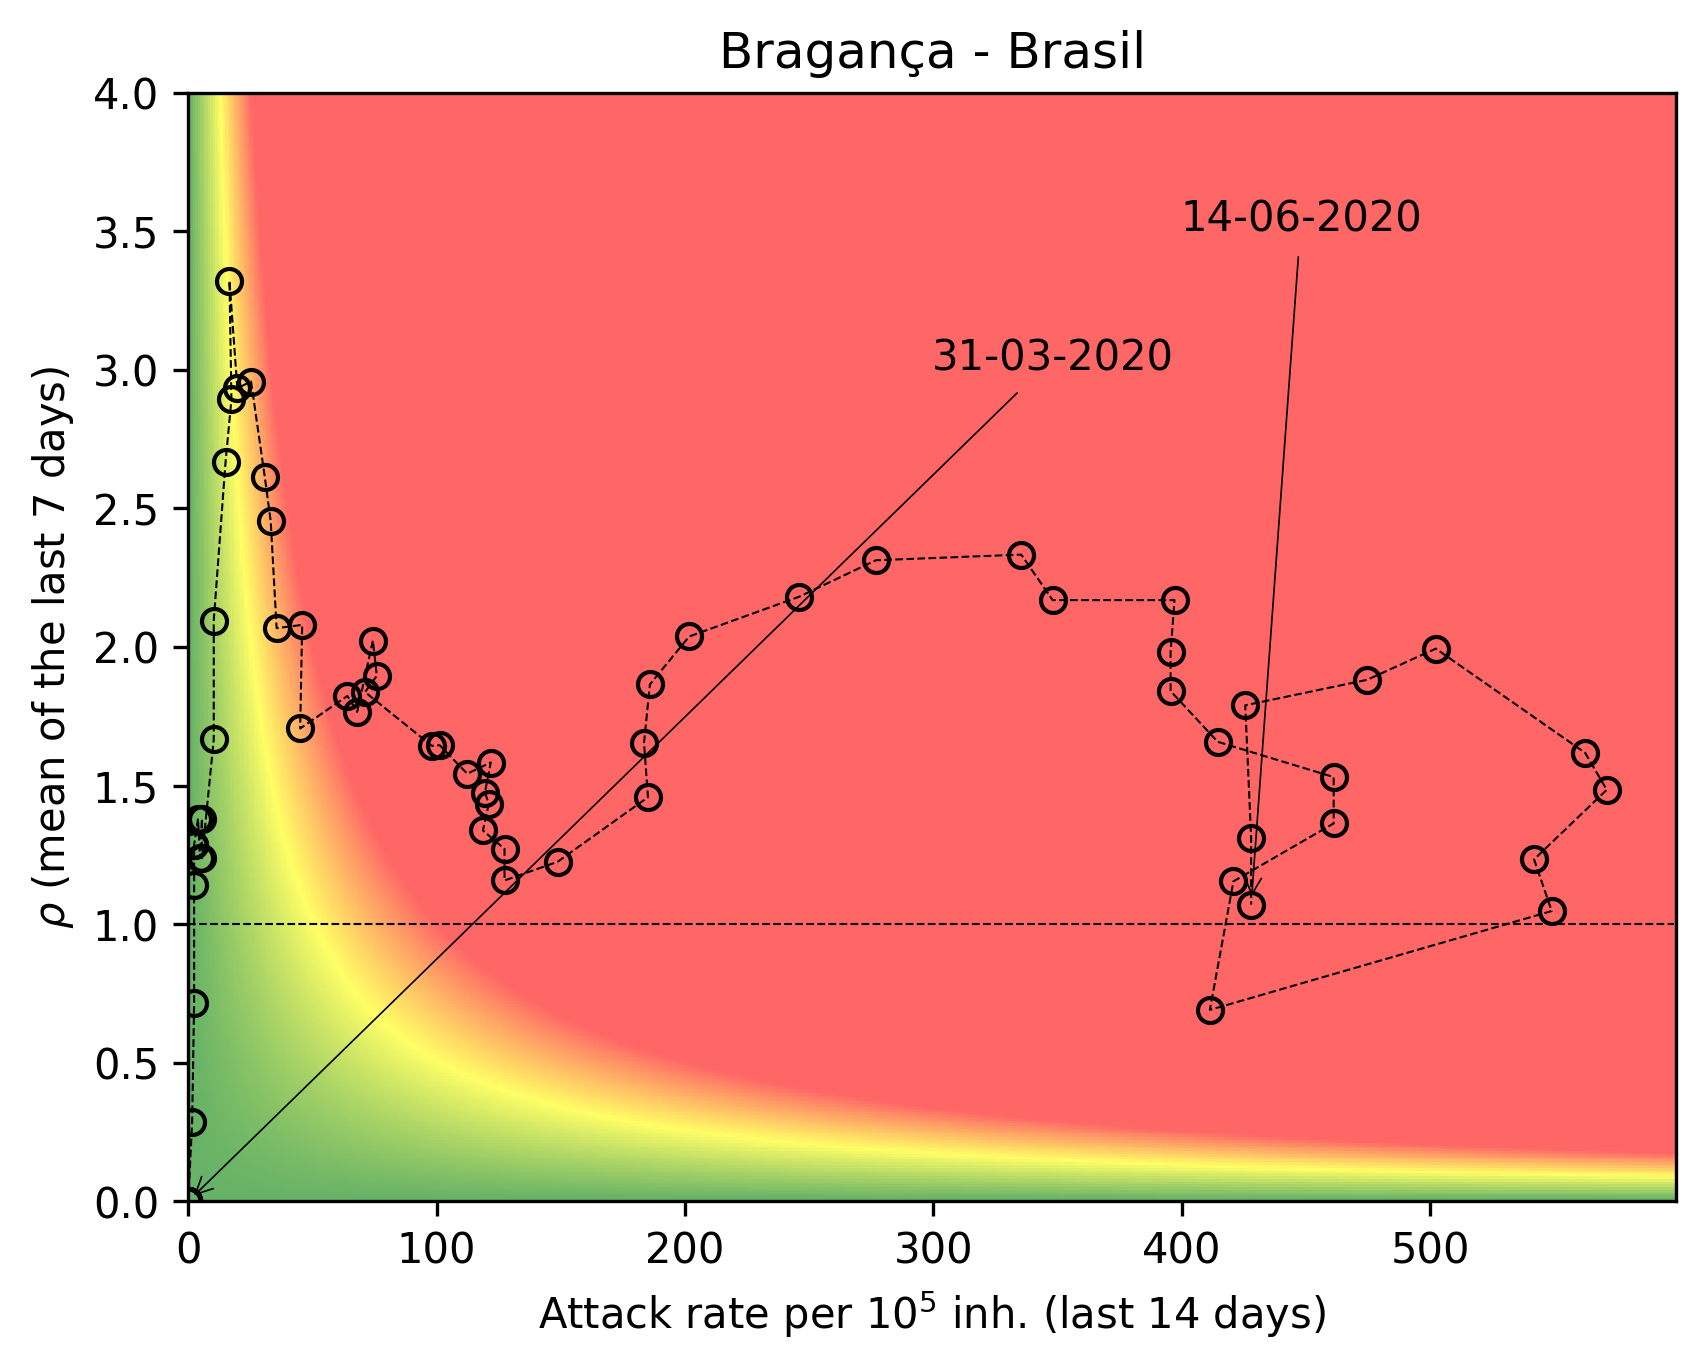 Bragança - Brasil
4.0
3.5
3.0
2.5
2.0
1.5
1.0
0.5
0.0
ρ (mean of the last 7 days)
14-06-2020
31-03-2020
0 100 200 300 400 500
Attack rate per 10⁵ inh. (last 14 days)